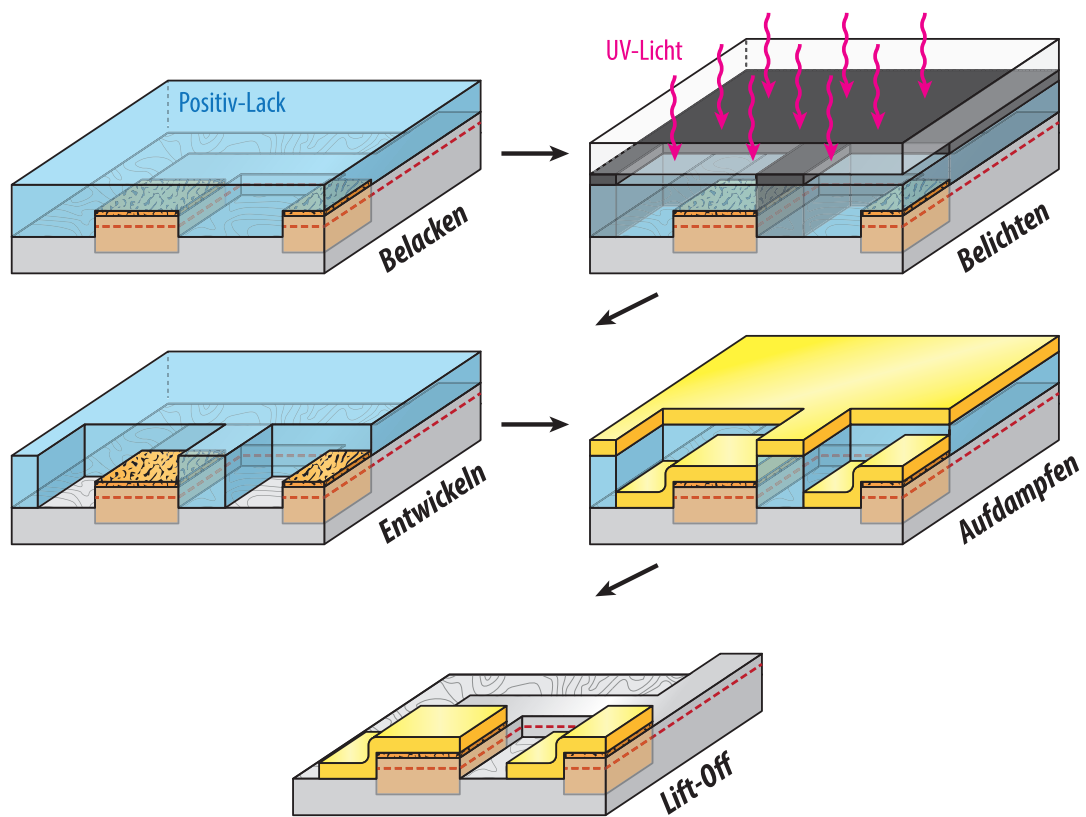 Positiv-Lack
Belacken
UV-Licht
Belichten
Entwickeln
Aufdampfen
Lift-Off